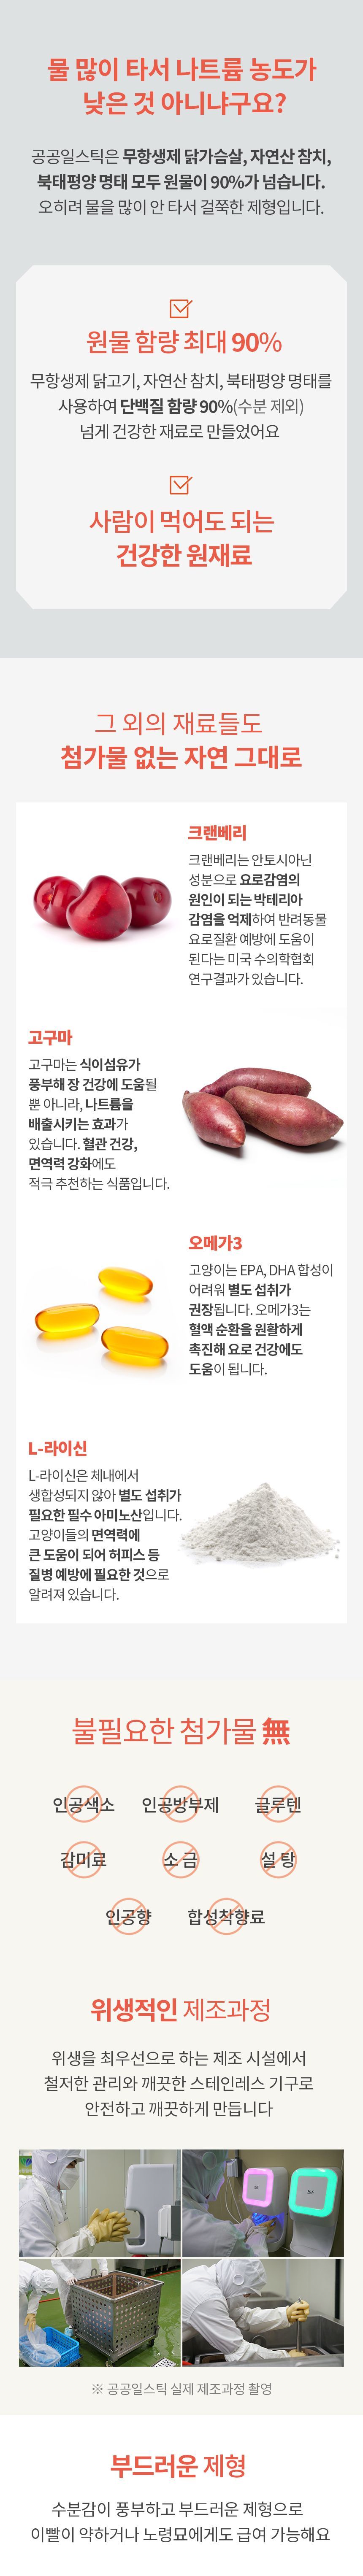 물 많이 타서 나트륨 농도가
낮은 것 아니냐구요?
공공일스틱은 무항생제 닭가슴살, 자연산 참치,
북태평양 명태 모두 원물이 90%가 넘습니다.
오히려 물을 많이 안 타서 걸쭉한 제형입니다.
원물 함량 최대 90%
무항생제 닭고기, 자연산 참치, 북태평양 명태를
사용하여 단백질 함량 90%(수분 제외)
넘게 건강한 재료로 만들었어요
사람이 먹어도 되는
건강한 원재료
그 외의 재료들도
첨가물 없는 자연 그대로
크랜베리
크랜베리는 안토시아닌
성분으로 요로감염의
원인이 되는 박테리아
감염을 억제하여 반려동물
요로질환 예방에 도움이
된다는 미국 수의학협회
연구결과가 있습니다.
고구마
고구마는 식이섬유가
풍부해 장 건강에 도움될
뿐 아니라, 나트륨을
배출시키는 효과가
있습니다. 혈관 건강,
면역력 강화에도
적극 추천하는 식품입니다.
오메가3
고양이는 EPA, DHA 합성이
어려워 별도 섭취가
권장됩니다. 오메가3는
혈액 순환을 원활하게
촉진해 요로 건강에도
도움이 됩니다.
L-라이신
L-라이신은 체내에서
생합성되지 않아 별도 섭취가
필요한 필수 아미노산입니다.
고양이들의 면역력에
큰 도움이 되어 허피스 등
질병 예방에 필요한 것으로
알려져 있습니다.
불필요한 첨가물 無
인공색소 인공방부제 글루텐
감미료 소 금 설 탕
인공향 합성착향료
위생적인 제조과정
위생을 최우선으로 하는 제조 시설에서
철저한 관리와 깨끗한 스테인레스 기구로
안전하고 깨끗하게 만듭니다
※ 공공일스틱 실제 제조과정 촬영
부드러운 제형
수분감이 풍부하고 부드러운 제형으로
이빨이 약하거나 노령묘에게도 급여 가능해요